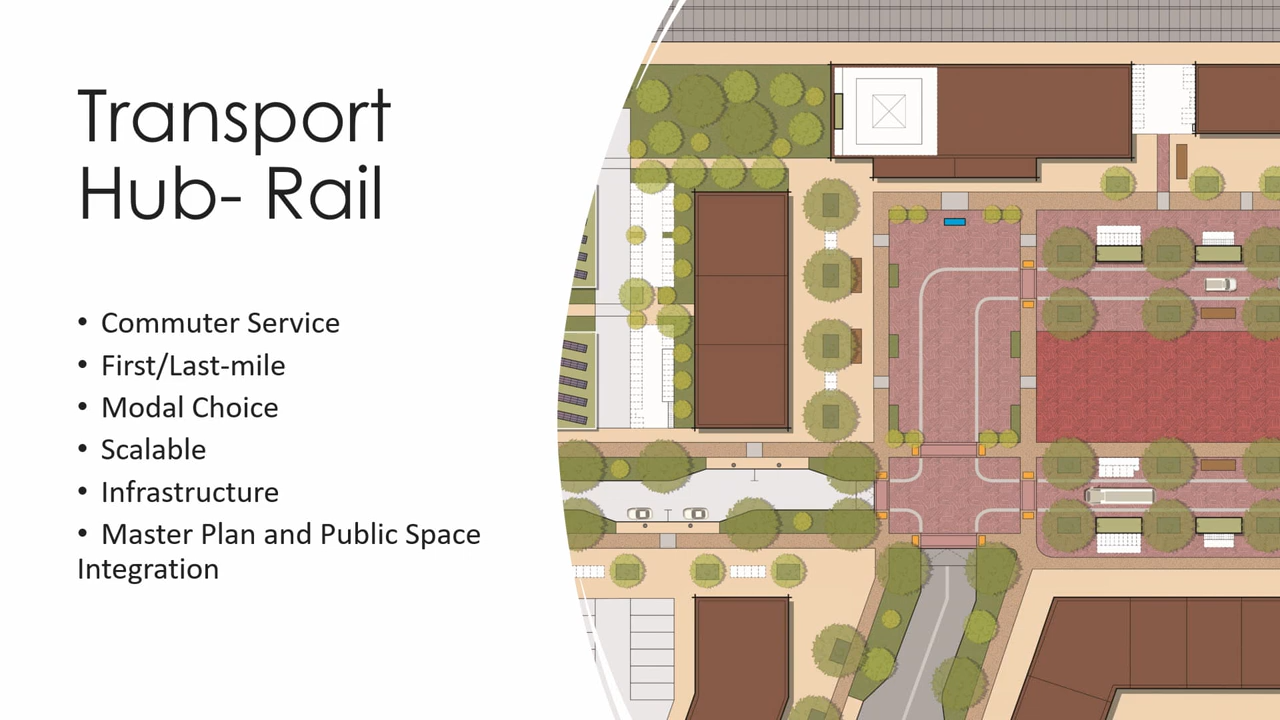 Transport
Hub- Rail
• Commuter Service
• First/Last-mile
• Modal Choice
• Scalable
• Infrastructure
• Master Plan and Public Space
Integration